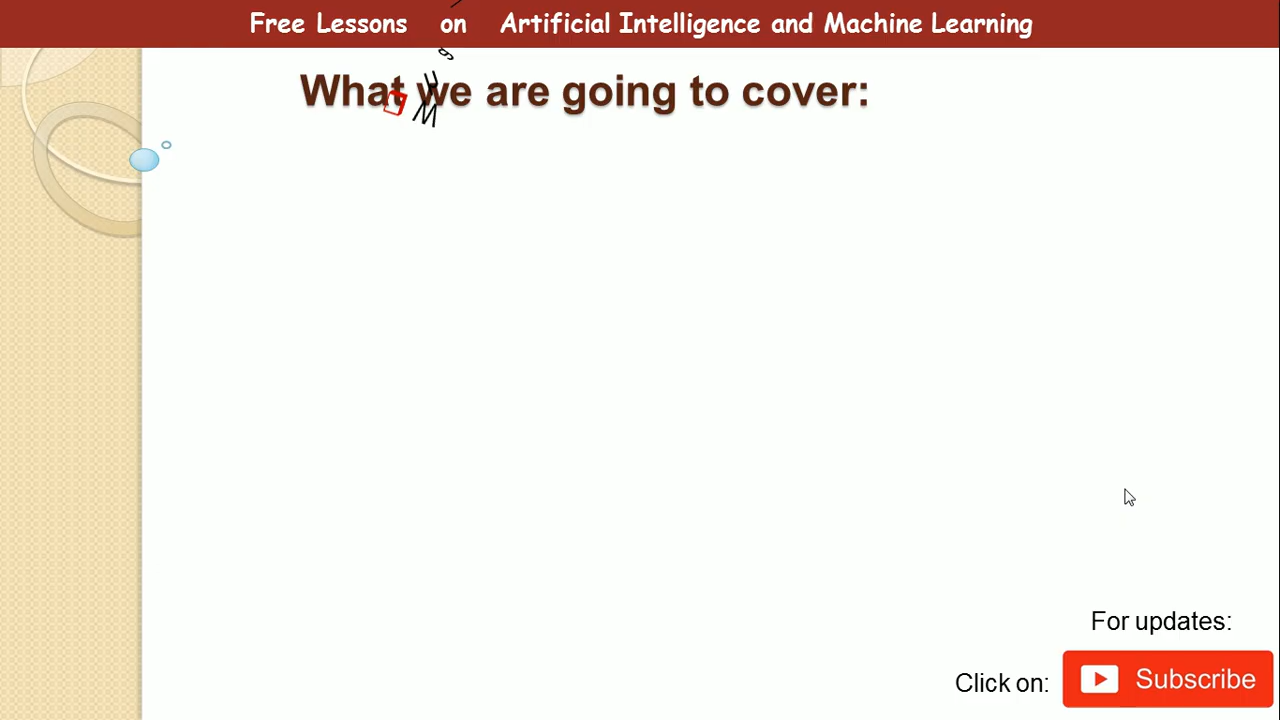 Free Lessons on Artificial Intelligence and Machine Learning
What we are going to cover:
For updates:
Click on: Subscribe